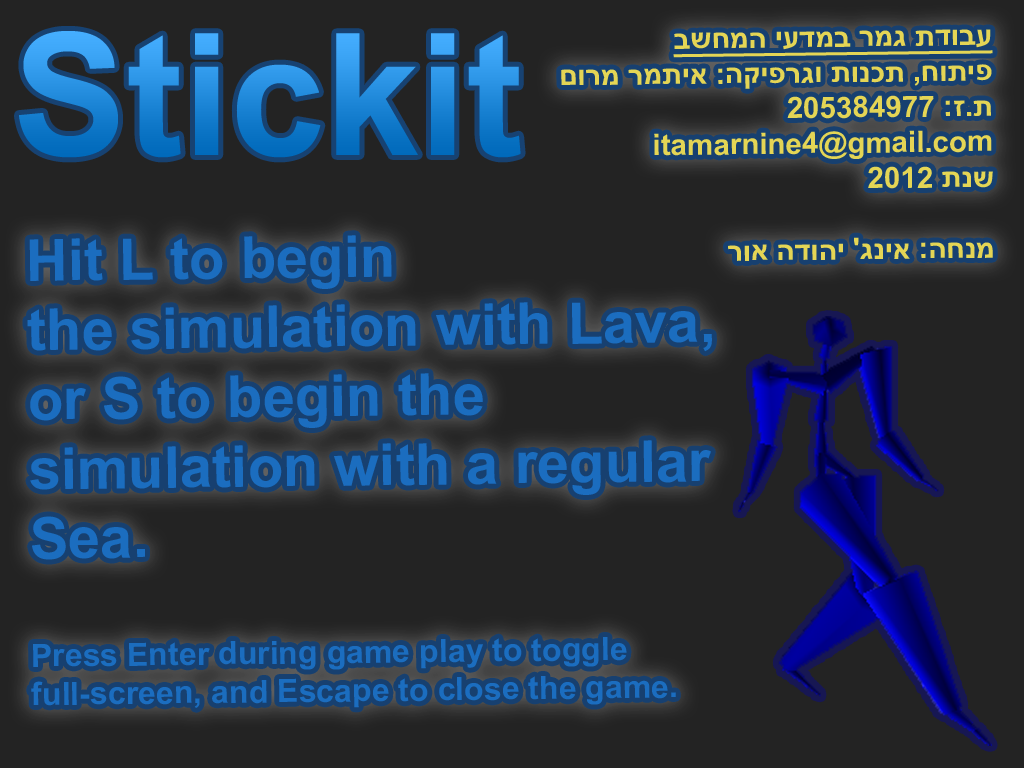 Stickit
עבודת גמר במדעי המחשב
פיתוח, תכנות וגרפיקה: איתמר מרום
ת.ז: 205384977
itamarnine4@gmail.com
שנת 2012
מנחה: אינג' יהודה אור
Hit L to begin
the simulation with Lava,
or S to begin the
simulation with a regular
Sea.
Press Enter during game play to toggle
full-screen, and Escape to close the game.